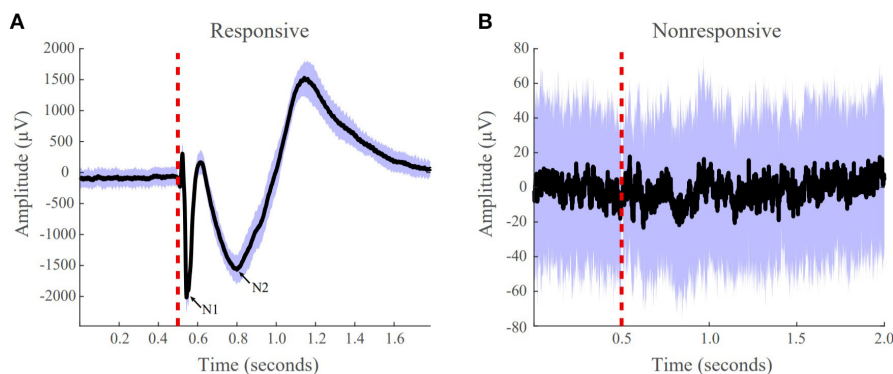 A
Responsive
Amplitude (µV)
2000
1500
1000
500
0
-500
-1000
-1500
-2000
N1
N2
0.2 0.4 0.6 0.8 1.0 1.2 1.4 1.6
Time (seconds)
B
Nonresponsive
Amplitude (µV)
80
60
40
20
0
-20
-40
-60
-80
0.5 1.0 1.5 2.0
Time (seconds)